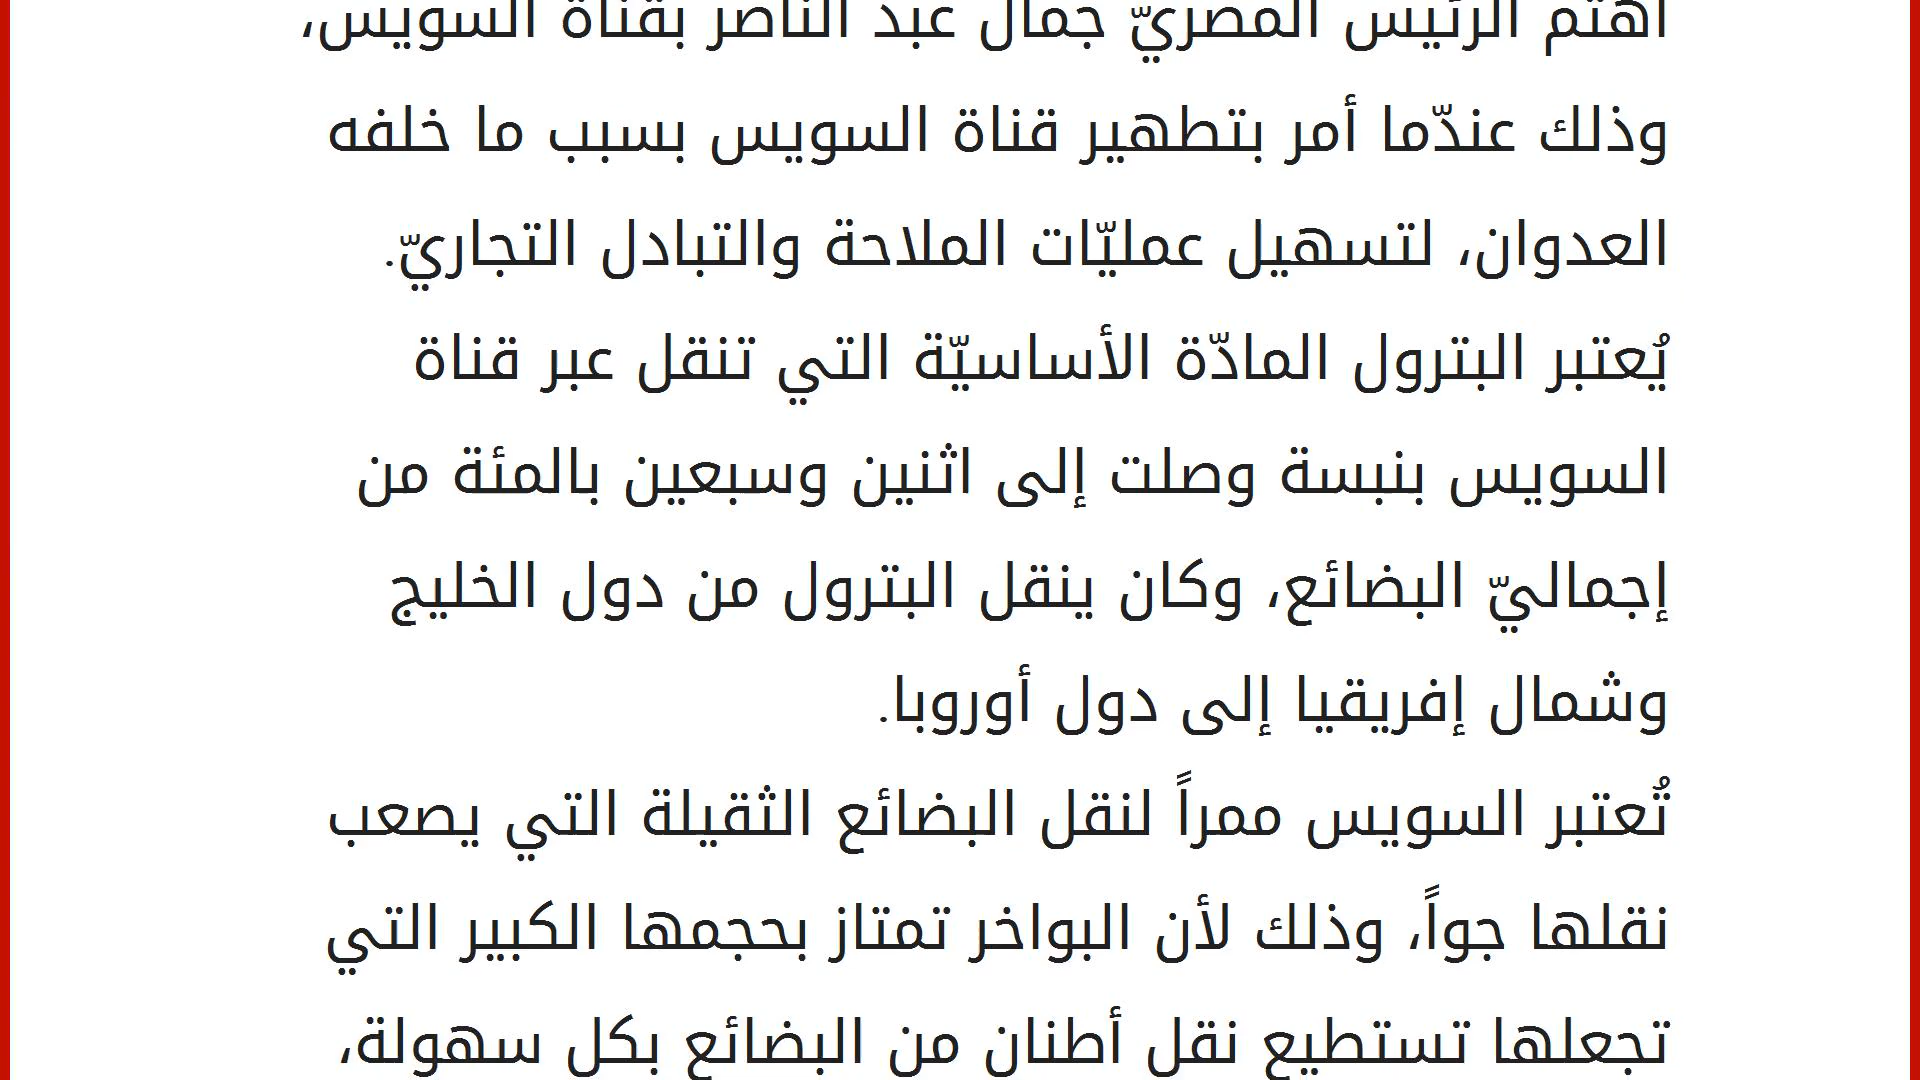 اهتم الرئيس المصريّ جمال عبد الناصر بقناة السويس،
وذلك عندّما أمر بتطهير قناة السويس بسبب ما خلفه
العدوان، لتسهيل عمليّات الملاحة والتبادل التجاريّ.
يُعتبر البترول المادّة الأساسيّة التي تنقل عبر قناة
السويس بنبسة وصلت إلى اثنين وسبعين بالمئة من
إجماليّ البضائع، وكان ينقل البترول من دول الخليج
وشمال إفريقيا إلى دول أوروبا.
تُعتبر السويس ممراً لنقل البضائع الثقيلة التي يصعب
نقلها جواً، وذلك لأن البواخر تمتاز بحجمها الكبير التي
تجعلها تستطيع نقل أطنان من البضائع بكل سهولة،